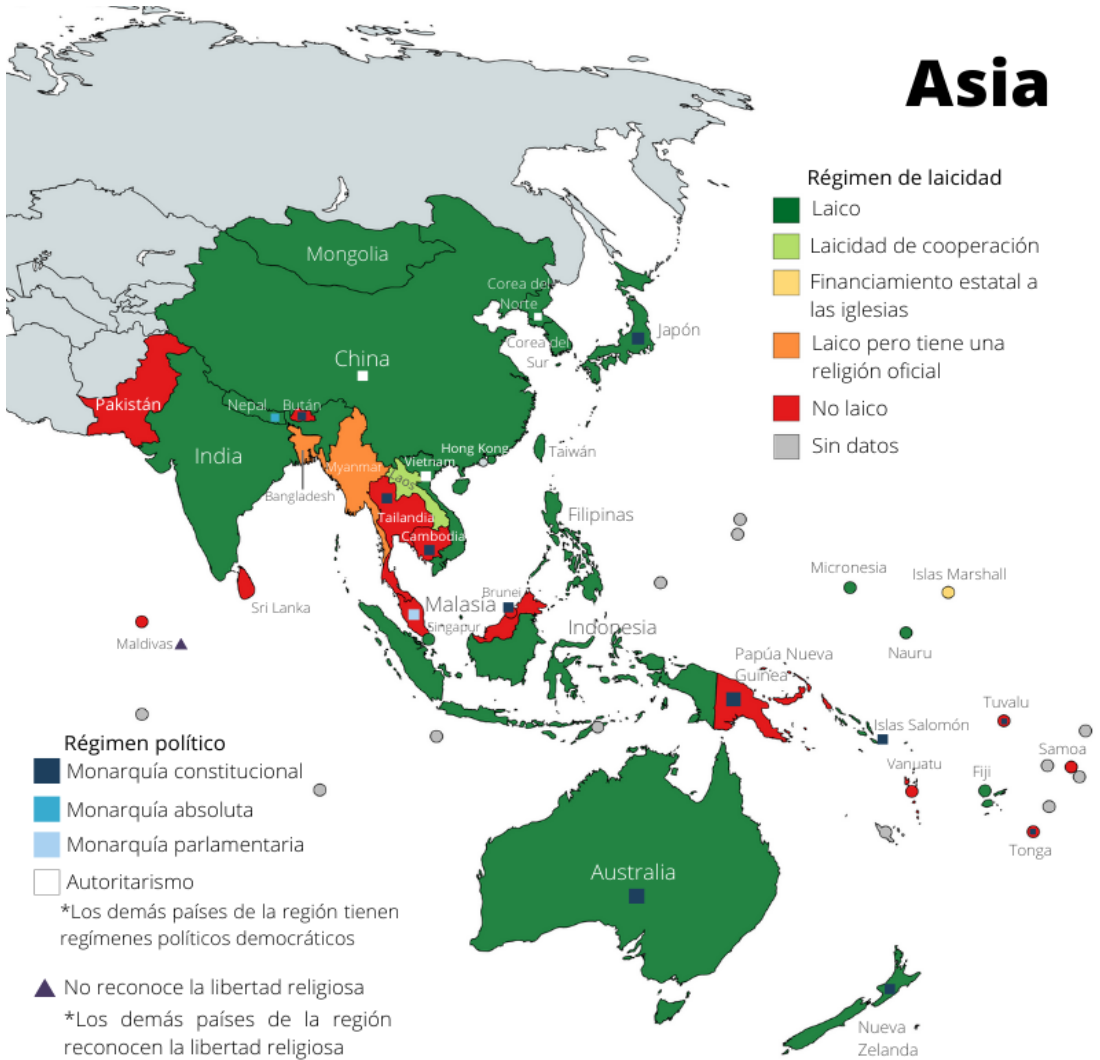 Asia
Régimen de laicidad
Laico
Laicidad de cooperación
Financiamiento estatal a
las iglesias
Laico pero tiene una
religión oficial
No laico
Sin datos
Mongolia
Corea del
Norte
Corea del
Sur
Japón
China
Pakistán
Nepal
Bután
India
Hong Kong
Taiwán
Vietnam
Myanmar
Laos
Bangladesh
Tailandia
Cambodia
Filipinas
Sri Lanka
Brunei
Malasia
Singapur
Indonesia
Maldivas
Micronesia
Islas Marshall
Nauru
Papúa Nueva
Guinea
Tuvalu
Islas Salomón
Samoa
Vanuatu
Fiji
Tonga
Australia
Nueva
Zelanda
Régimen político
Monarquía constitucional
Monarquía absoluta
Monarquía parlamentaria
Autoritarismo
*Los demás países de la región tienen
regímenes políticos democráticos
No reconoce la libertad religiosa
*Los demás países de la región
reconocen la libertad religiosa